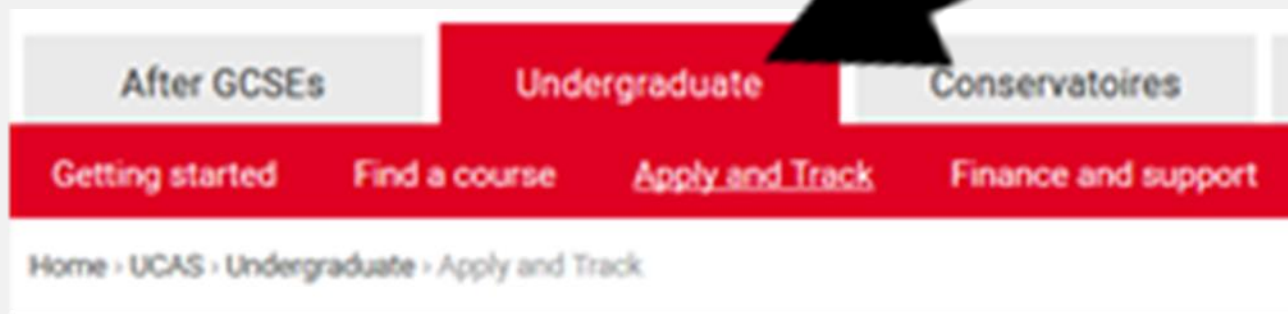 After GCSEs Undergraduate Conservatoires
Getting started Find a course Apply and Track Finance and support
Home › UCAS › Undergraduate › Apply and Track